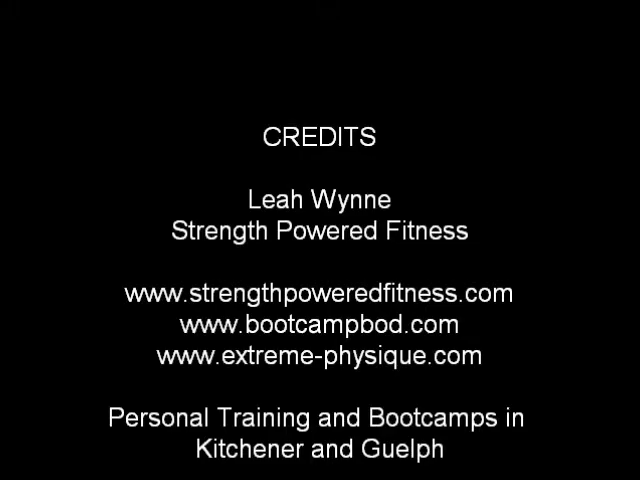 CREDITS
Leah Wynne
Strength Powered Fitness
www.strengthpoweredfitness.com
www.bootcampbod.com
www.extreme-physique.com
Personal Training and Bootcamps in
Kitchener and Guelph